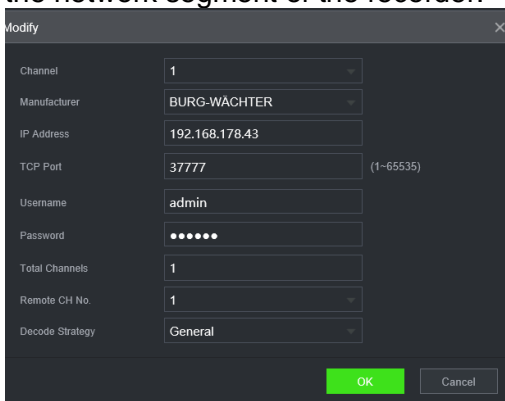 the network segment of the recorder.
Modify
Channel 1
Manufacturer BURG-WÄCHTER
IP Address 192.168.178.43
TCP Port 37777 (1~65535)
Username admin
Password ●●●●●●
Total Channels 1
Remote CH No. 1
Decode Strategy General
OK Cancel